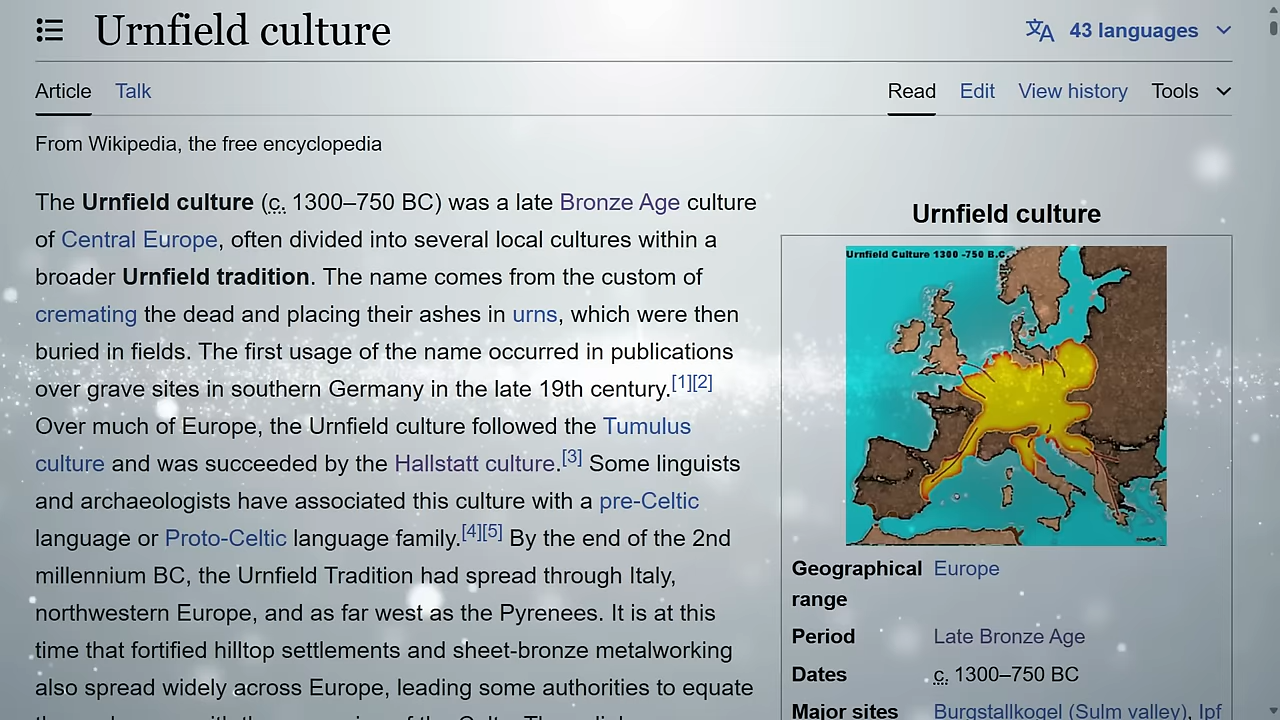 Urnfield culture
43 languages
Article Talk
Read Edit View history Tools
From Wikipedia, the free encyclopedia
The Urnfield culture (c. 1300–750 BC) was a late Bronze Age culture
of Central Europe, often divided into several local cultures within a
broader Urnfield tradition. The name comes from the custom of
cremating the dead and placing their ashes in urns, which were then
buried in fields. The first usage of the name occurred in publications
over grave sites in southern Germany in the late 19th century.[1][2]
Over much of Europe, the Urnfield culture followed the Tumulus
culture and was succeeded by the Hallstatt culture.[3] Some linguists
and archaeologists have associated this culture with a pre-Celtic
language or Proto-Celtic language family.[4][5] By the end of the 2nd
millennium BC, the Urnfield Tradition had spread through Italy,
northwestern Europe, and as far west as the Pyrenees. It is at this
time that fortified hilltop settlements and sheet-bronze metalworking
also spread widely across Europe, leading some authorities to equate
Urnfield culture
Urnfield Culture 1300 -750 B.C.
Geographical range Europe
Period Late Bronze Age
Dates c. 1300–750 BC
Major sites Burgstallkogel (Sulm valley), Ipf